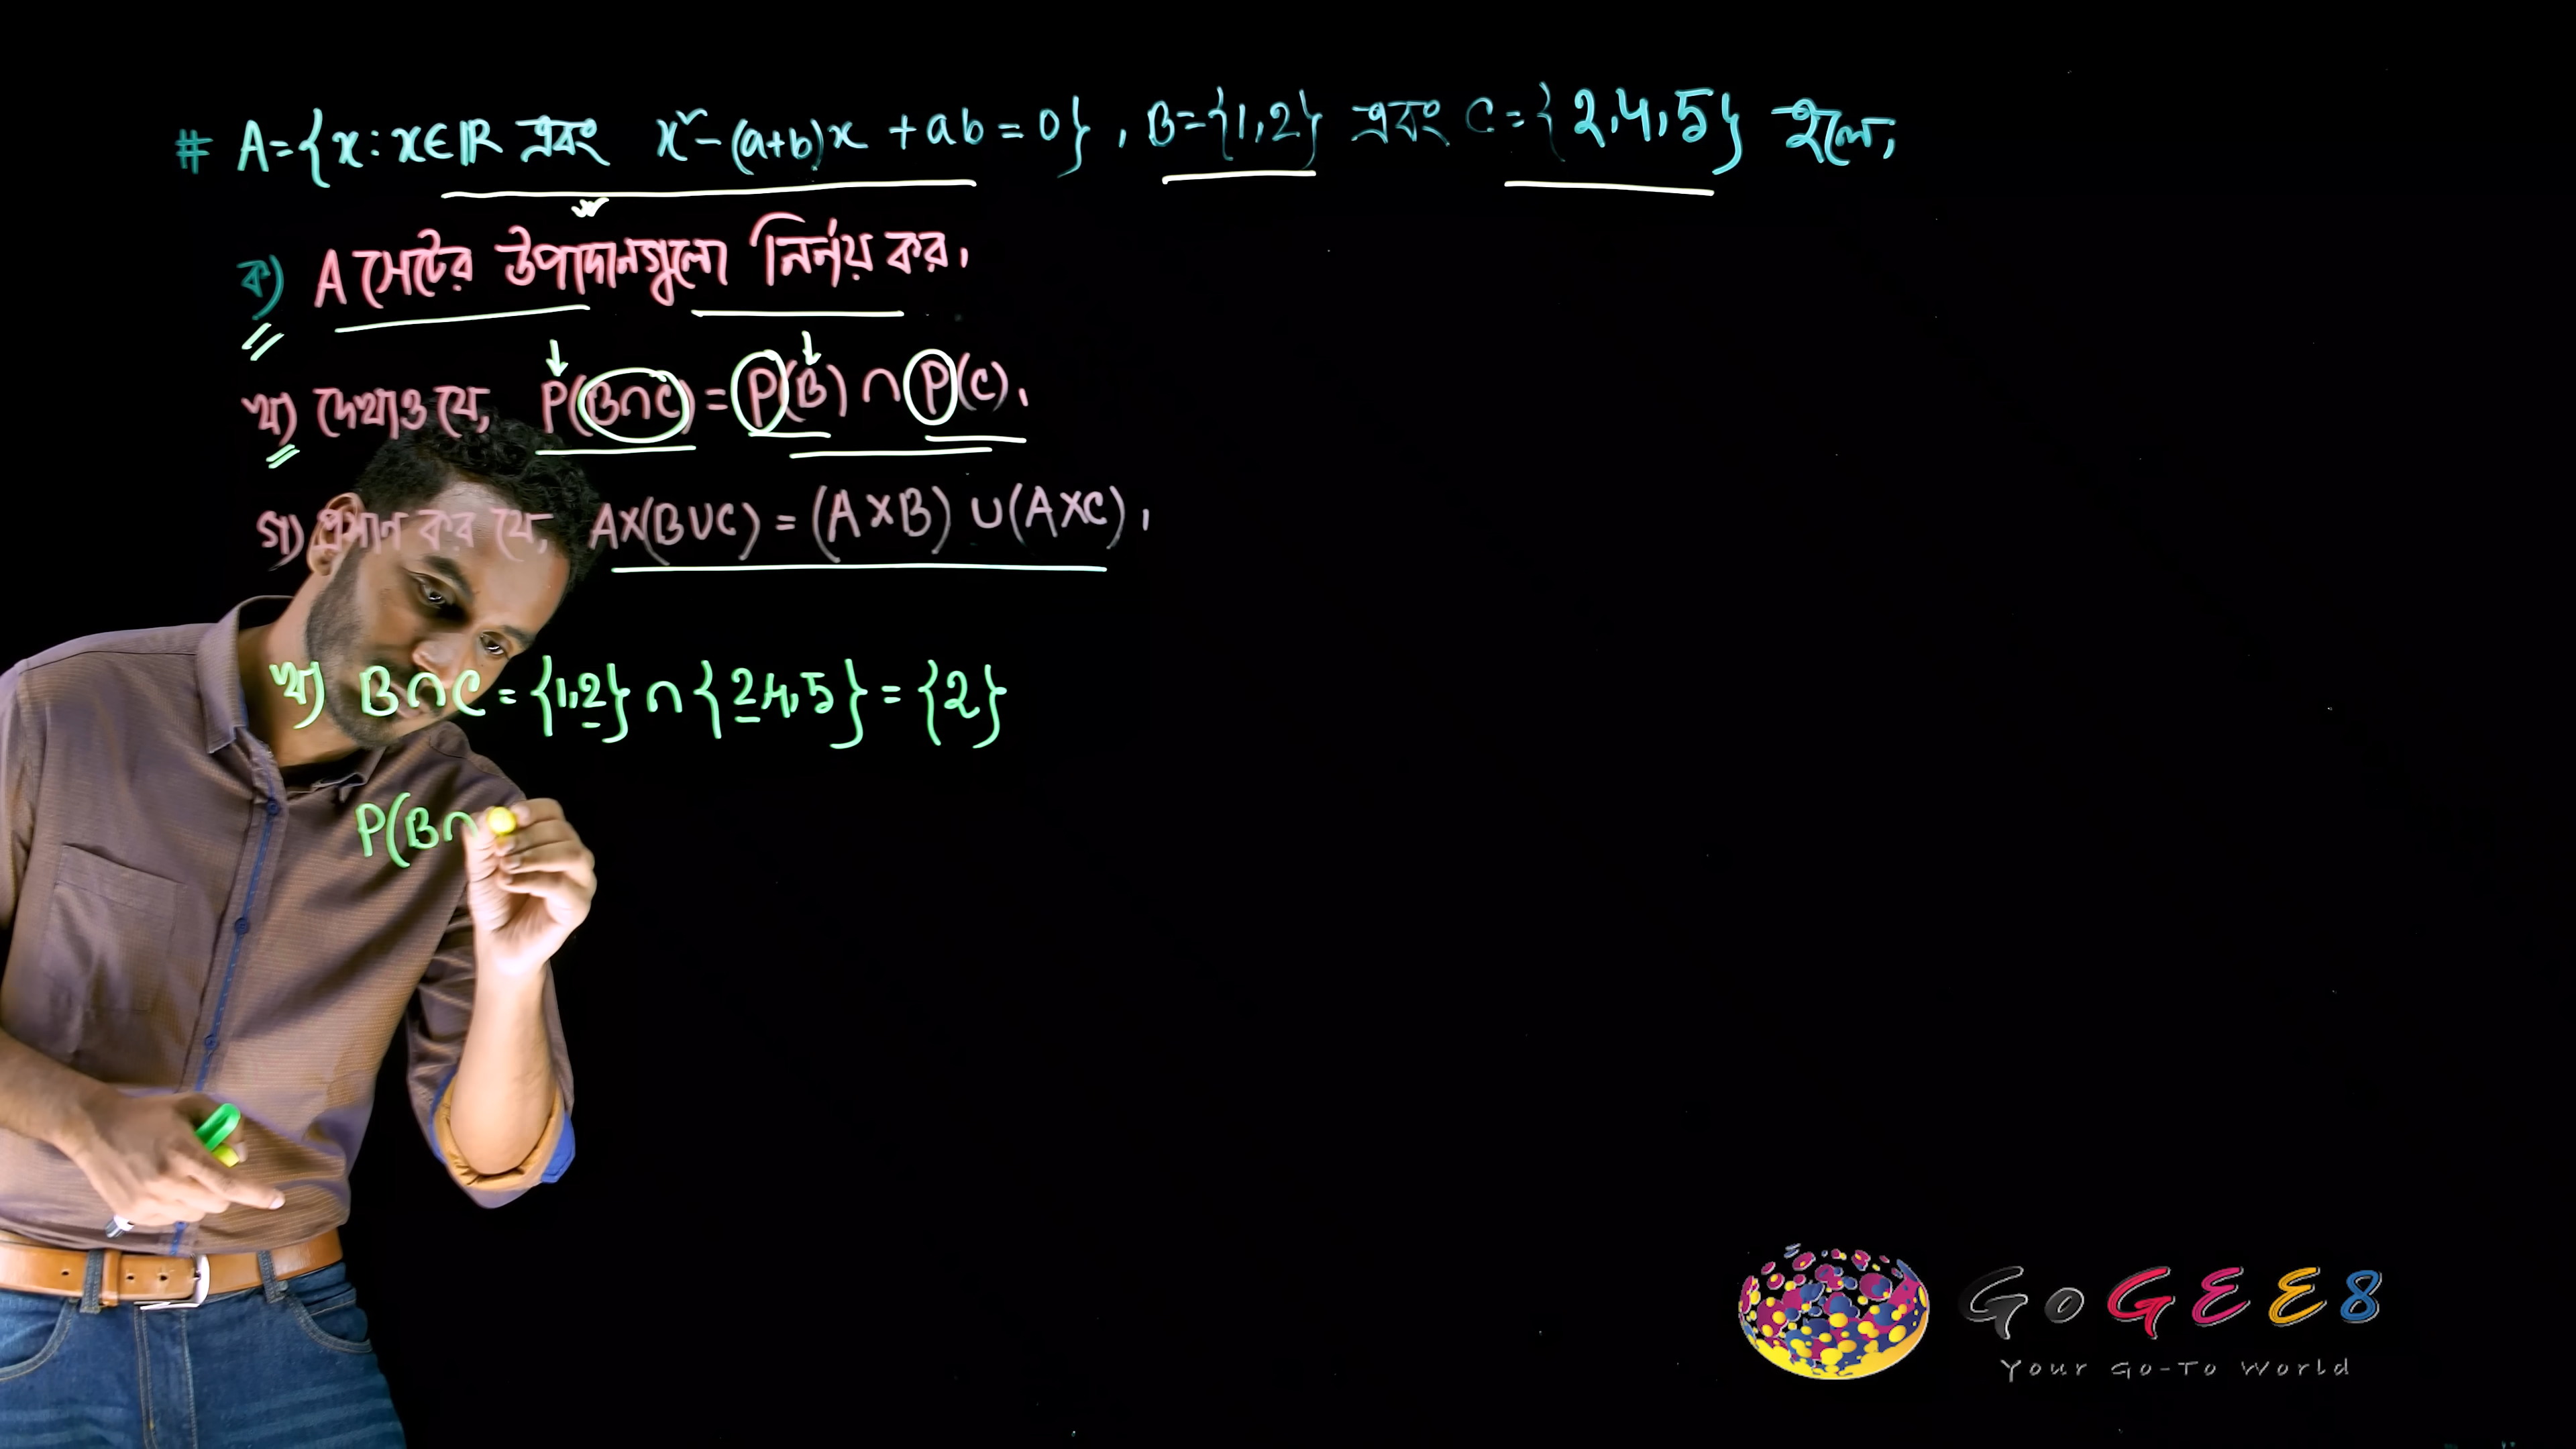 # A={x : x∈ℝ এবং x²-(a+b)x +ab=0}, B={1,2} এবং C={2,4,5} হলে,
ক) A সেটের উপাদানগুলো নির্নয় কর।
খ) দেখাও যে, P(B∩C) = P(B) ∩ P(C).
গ) প্রমাণ কর যে, A×(B∪C) = (A×B) ∪(A×C).
খ) B∩C = {1,2} ∩ {2,4,5} = {2}
P(B∩
GoGEE8
Your Go-To World